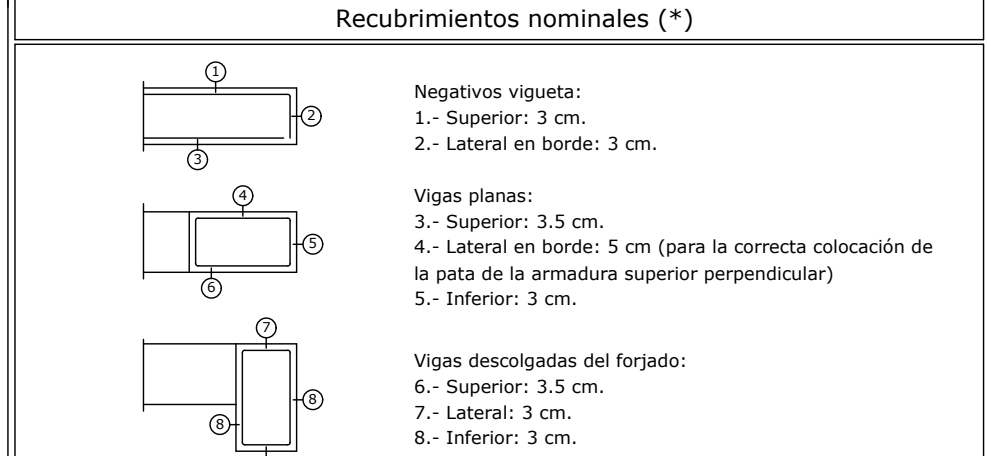 Recubrimientos nominales (*)
1
2
3
Negativos vigueta:
1.- Superior: 3 cm.
2.- Lateral en borde: 3 cm.
4
5
6
Vigas planas:
3.- Superior: 3.5 cm.
4.- Lateral en borde: 5 cm (para la correcta colocación de
la pata de la armadura superior perpendicular)
5.- Inferior: 3 cm.
7
8
8
Vigas descolgadas del forjado:
6.- Superior: 3.5 cm.
7.- Lateral: 3 cm.
8.- Inferior: 3 cm.